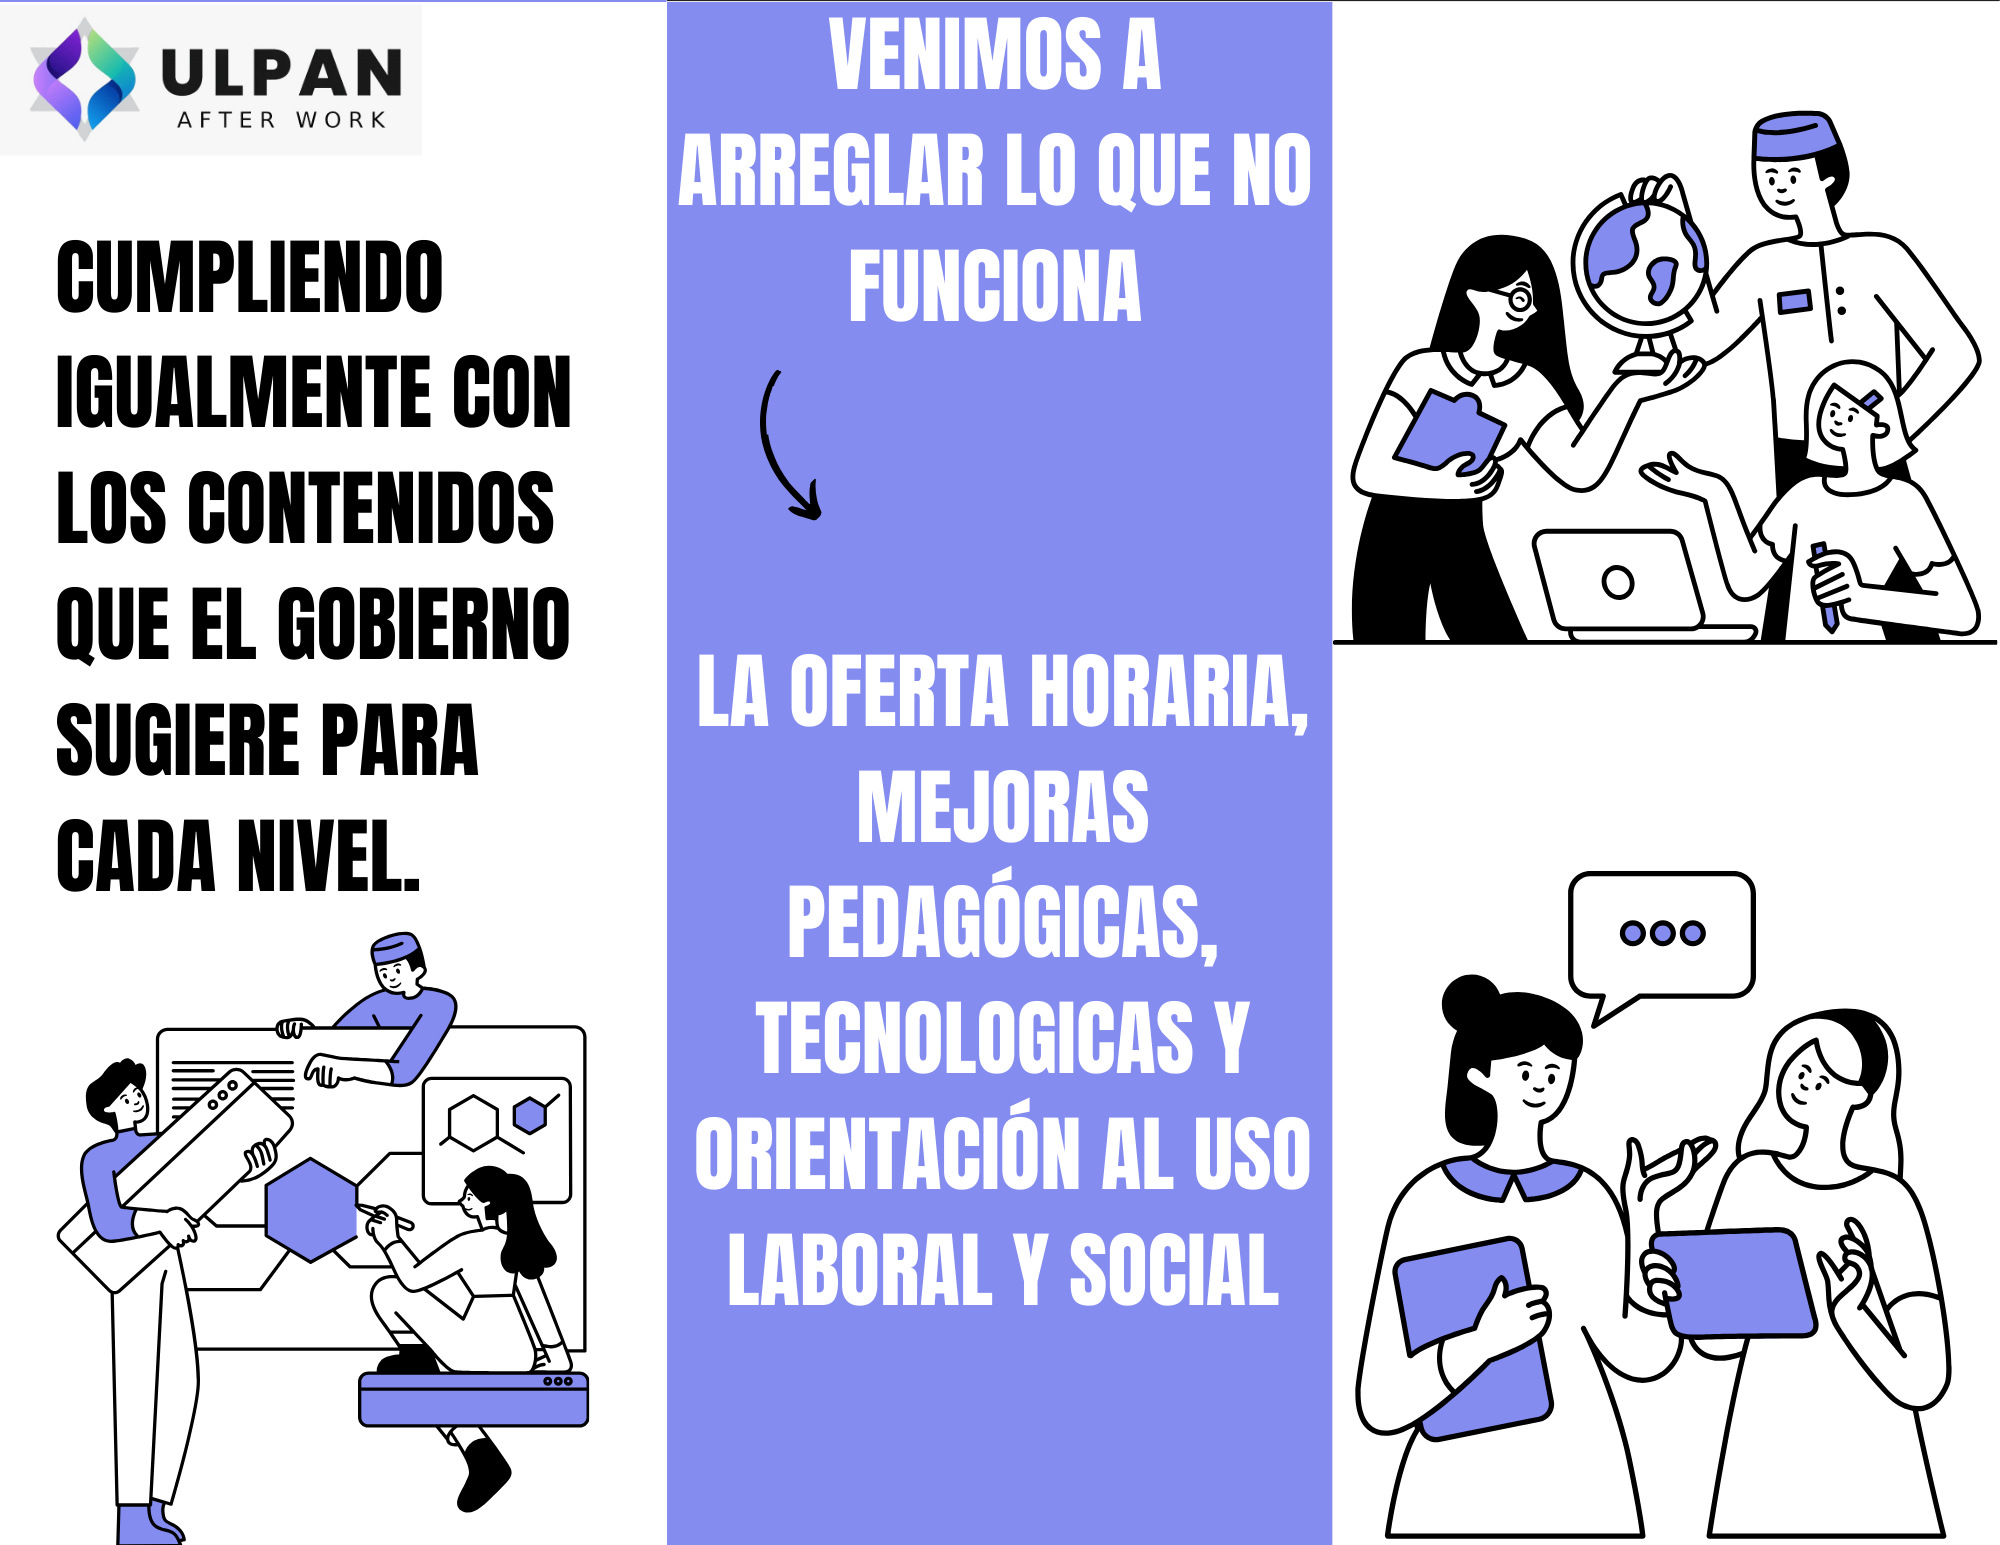 ULPAN
AFTER WORK
CUMPLIENDO
IGUALMENTE CON
LOS CONTENIDOS
QUE EL GOBIERNO
SUGIERE PARA
CADA NIVEL.
VENIMOS A
ARREGLAR LO QUE NO
FUNCIONA
LA OFERTA HORARIA,
MEJORAS
PEDAGÓGICAS,
TECNOLOGICAS Y
ORIENTACIÓN AL USO
LABORAL Y SOCIAL